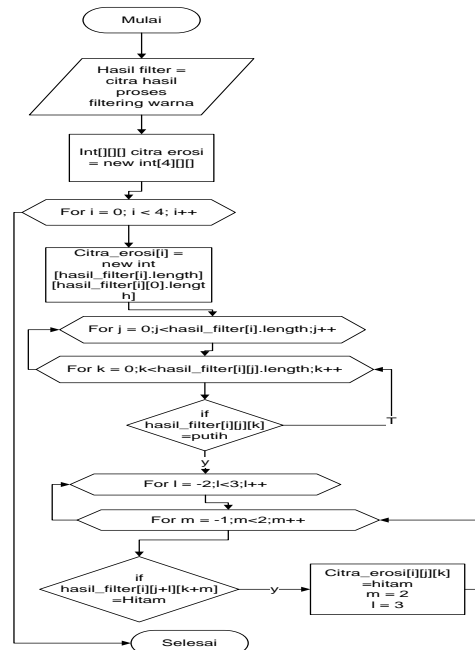 Mulai
Hasil filter =
citra hasil
proses
filtering warna
Int[][][] citra erosi
= new int[4][][]
For i = 0; i < 4; i++
Citra_erosi[i] =
new int
[hasil_filter[i].length]
[hasil_filter[i][0].lengt
h]
For j = 0;j<hasil_filter[i].length;j++
For k = 0;k<hasil_filter[i][j].length;k++
if
hasil_filter[i][j][k]
=putih
T
y
For l = -2;l<3;l++
For m = -1;m<2;m++
if
hasil_filter[i][j+l][k+m]
=Hitam
y
Citra_erosi[i][j][k]
=hitam
m = 2
l = 3
Selesai